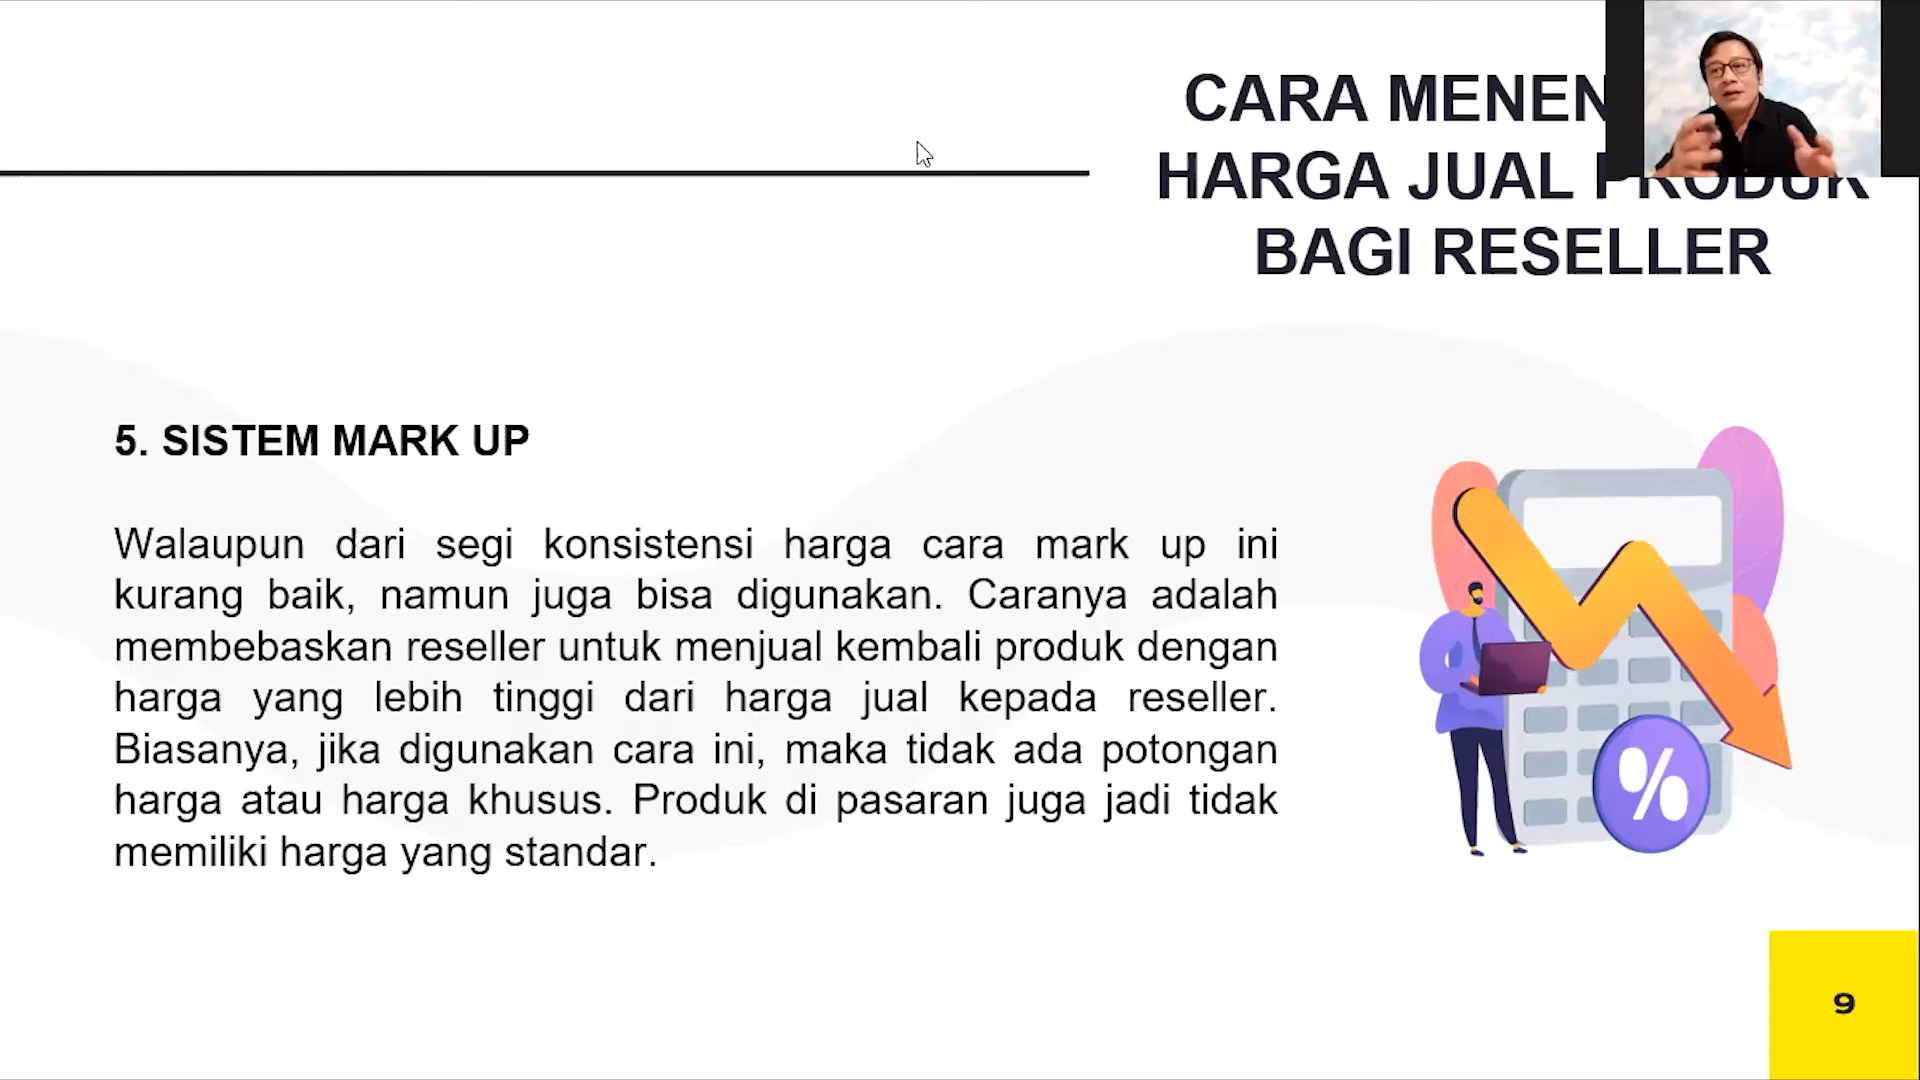 CARA MENEN
HARGA JUAL PRODUK
BAGI RESELLER
5. SISTEM MARK UP
Walaupun dari segi konsistensi harga cara mark up ini
kurang baik, namun juga bisa digunakan. Caranya adalah
membebaskan reseller untuk menjual kembali produk dengan
harga yang lebih tinggi dari harga jual kepada reseller.
Biasanya, jika digunakan cara ini, maka tidak ada potongan
harga atau harga khusus. Produk di pasaran juga jadi tidak
memiliki harga yang standar.
%
9